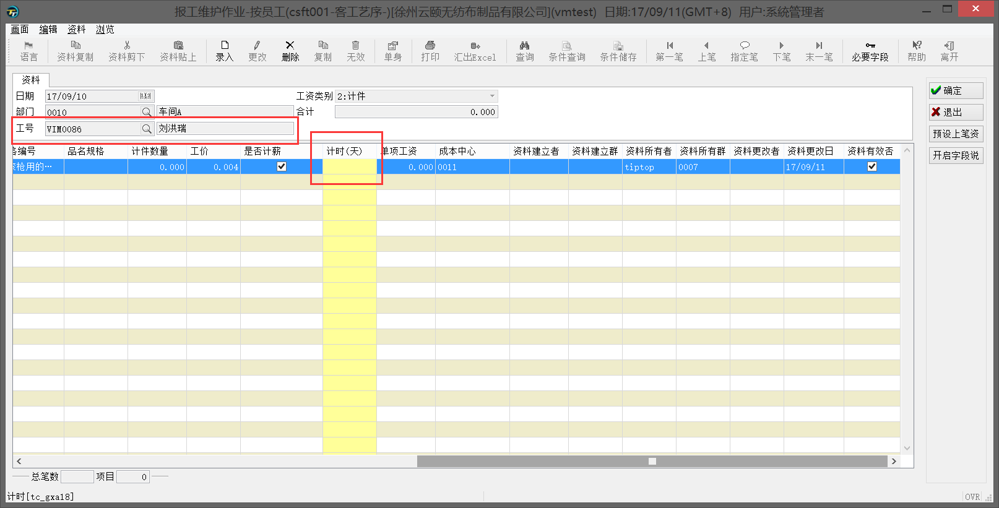 报工维护作业-按员工(csft001-客工艺序-)[徐州云颐无纺布制品有限公司](vmtest)  日期:17/09/11(GMT+8)  用户:系統管理者
画面 编辑 资料 浏览
语言 资料复制 资料剪下 资料贴上 录入 更改 删除 复制 无效 单身 打印 汇出Excel 查询 条件查询 条件储存 第一笔 上笔 指定笔 下笔 末一笔 必要字段 帮助 离开
资料
日期 17/09/10 工资类别 2:计件
部门 0010 车间A 合计 0.000
工号 VIM0086 刘洪瑞
确定
退出
预设上笔资
开启字段说
编号 品名规格 计件数量 工价 是否计薪 计时(天) 单项工资 成本中心 资料建立者 资料建立群 资料所有者 资料所有群 资料更改者 资料更改日 资料有效否
枪用的… 0.000 0.004 0.000 0011 tiptop 0007 17/09/11
总笔数 项目 0
计时[tc_gxa18] OVR